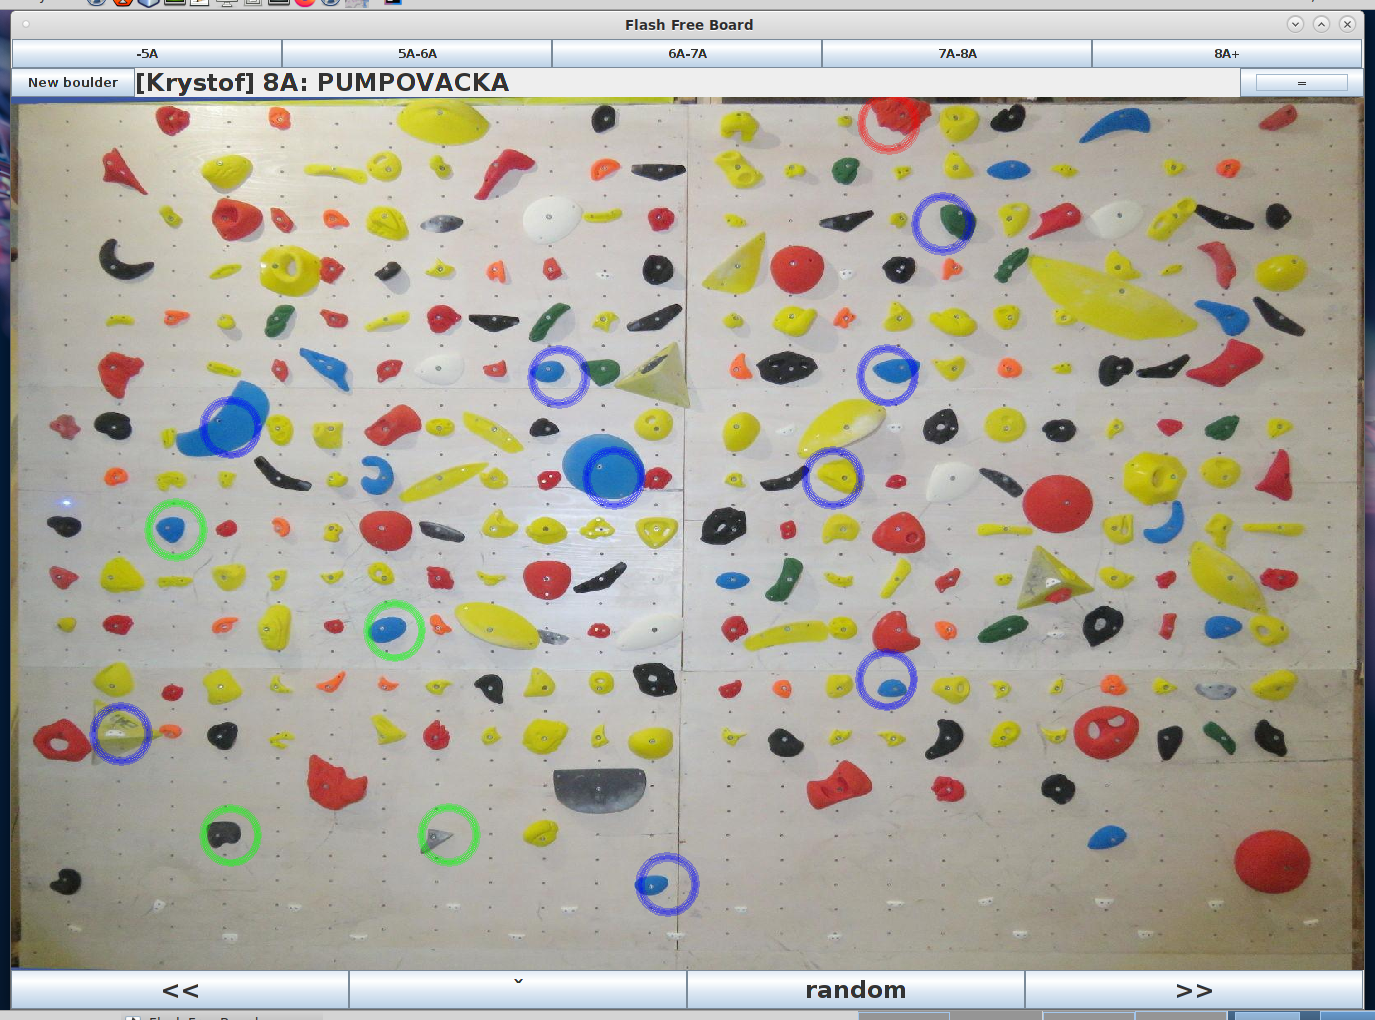 Flash Free Board
-5A
5A-6A
6A-7A
7A-8A
8A+
New boulder
[Krystof] 8A: PUMPOVACKA
=
<<
ˇ
random
>>